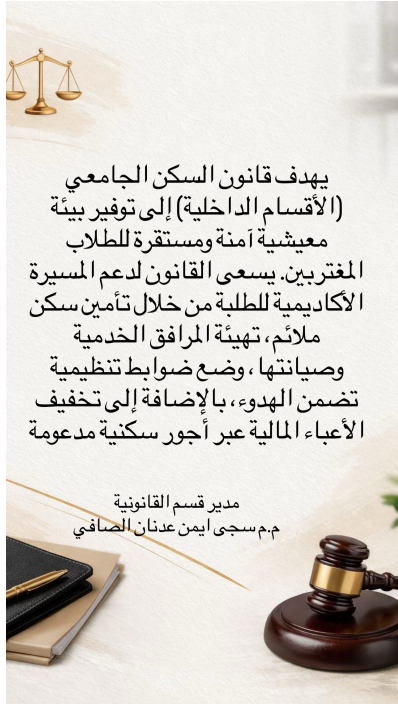 يهدف قانون السكن الجامعي
(الأقسام الداخلية) إلى توفير بيئة
معيشية آمنة ومستقرة للطلاب
المغتربين. يسعى القانون لدعم المسيرة
الأكاديمية للطلبة من خلال تأمين سكن
ملائم، تهيئة المرافق الخدمية
وصيانتها، وضع ضوابط تنظيمية
تضمن الهدوء، بالإضافة إلى تخفيف
الأعباء المالية عبر أجور سكنية مدعومة
مدير قسم القانونية
م.م سجى ايمن عدنان الصافي